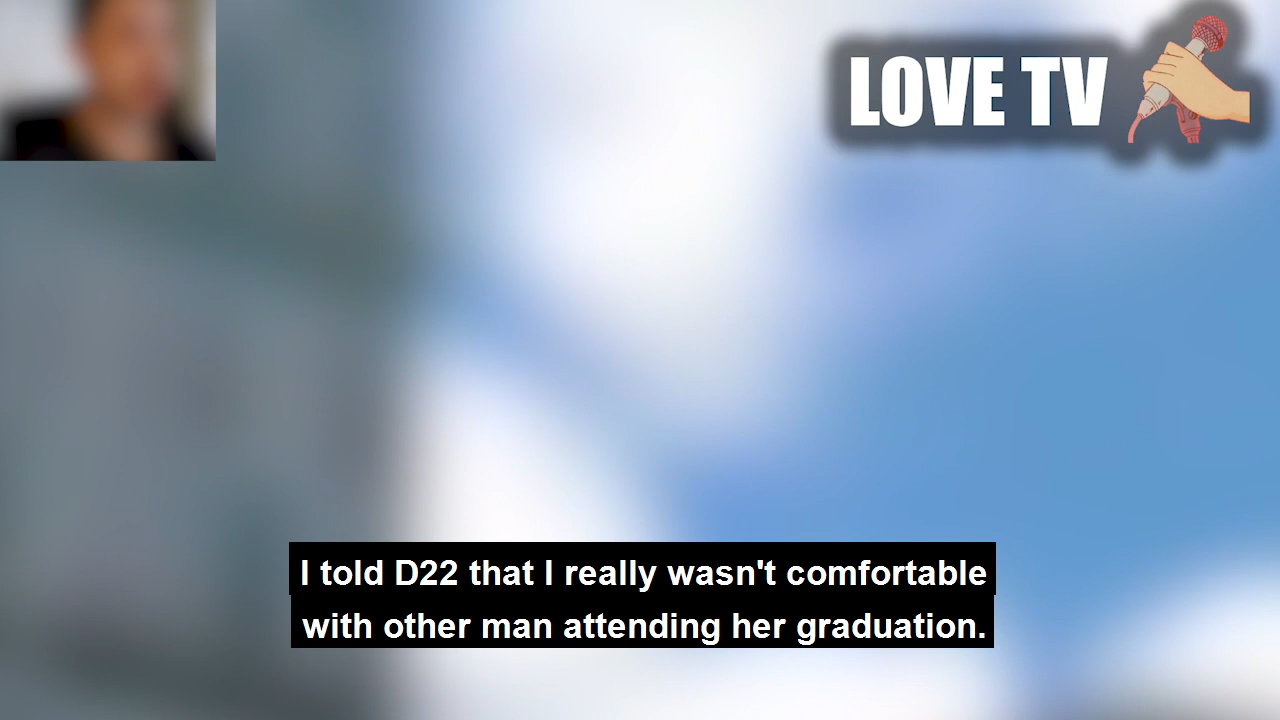 LOVE TV
I told D22 that I really wasn't comfortable
with other man attending her graduation.